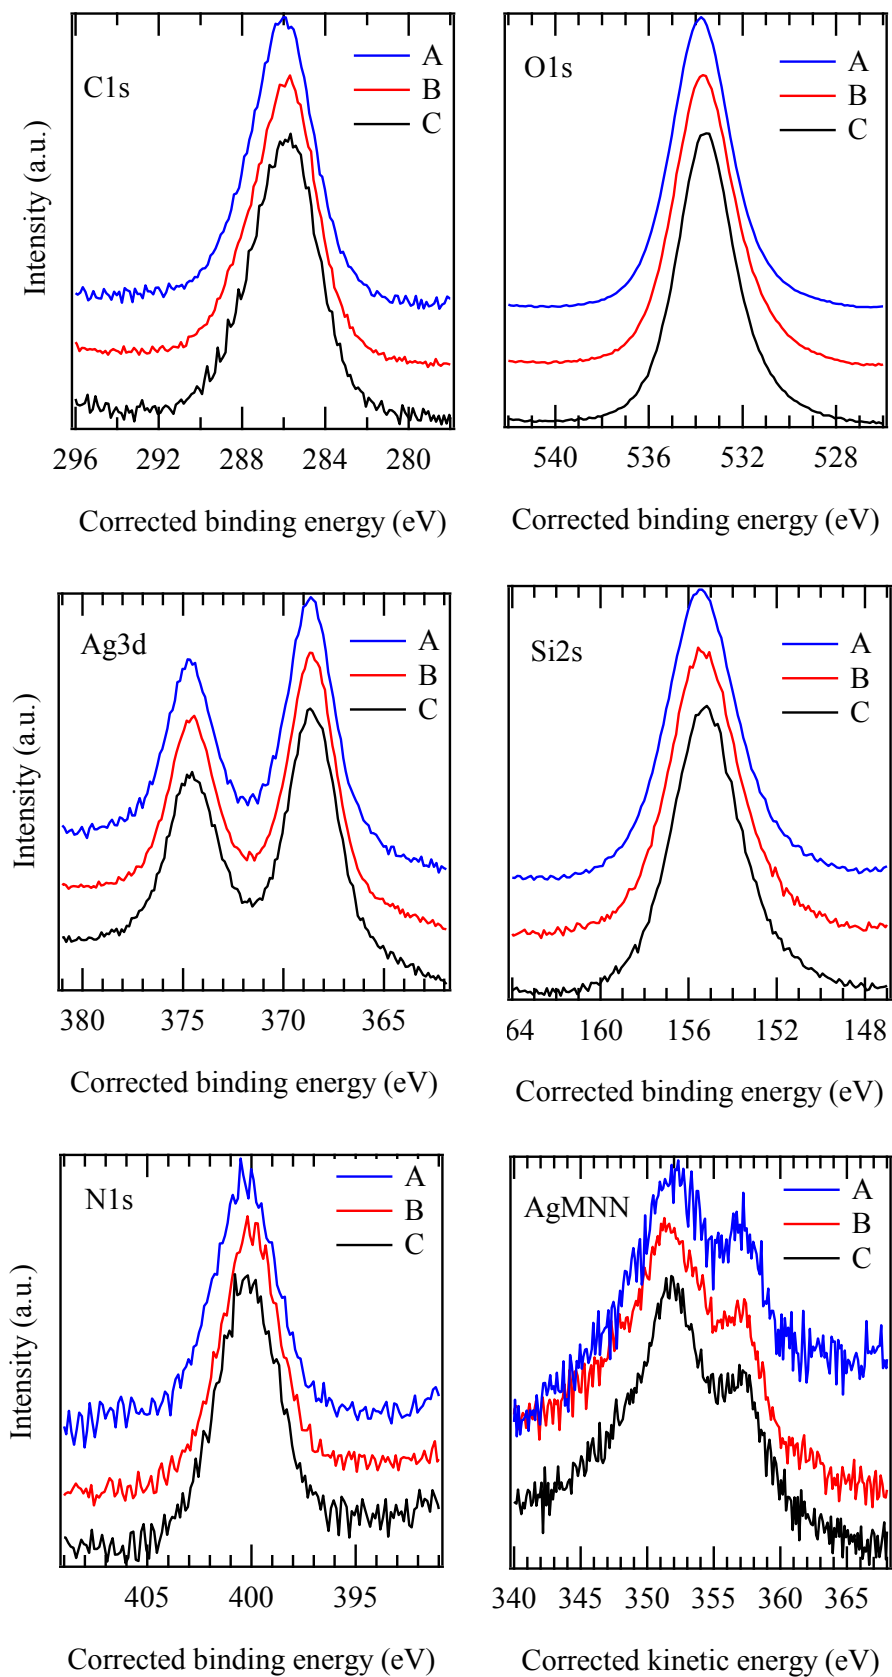 C1s
A
B
C
Intensity (a.u.)
296 292 288 284 280
Corrected binding energy (eV)
O1s
A
B
C
540 536 532 528
Corrected binding energy (eV)
Ag3d
A
B
C
Intensity (a.u.)
380 375 370 365
Corrected binding energy (eV)
Si2s
A
B
C
64 160 156 152 148
Corrected binding energy (eV)
N1s
A
B
C
Intensity (a.u.)
405 400 395
Corrected binding energy (eV)
AgMNN
A
B
C
340 345 350 355 360 365
Corrected kinetic energy (eV)